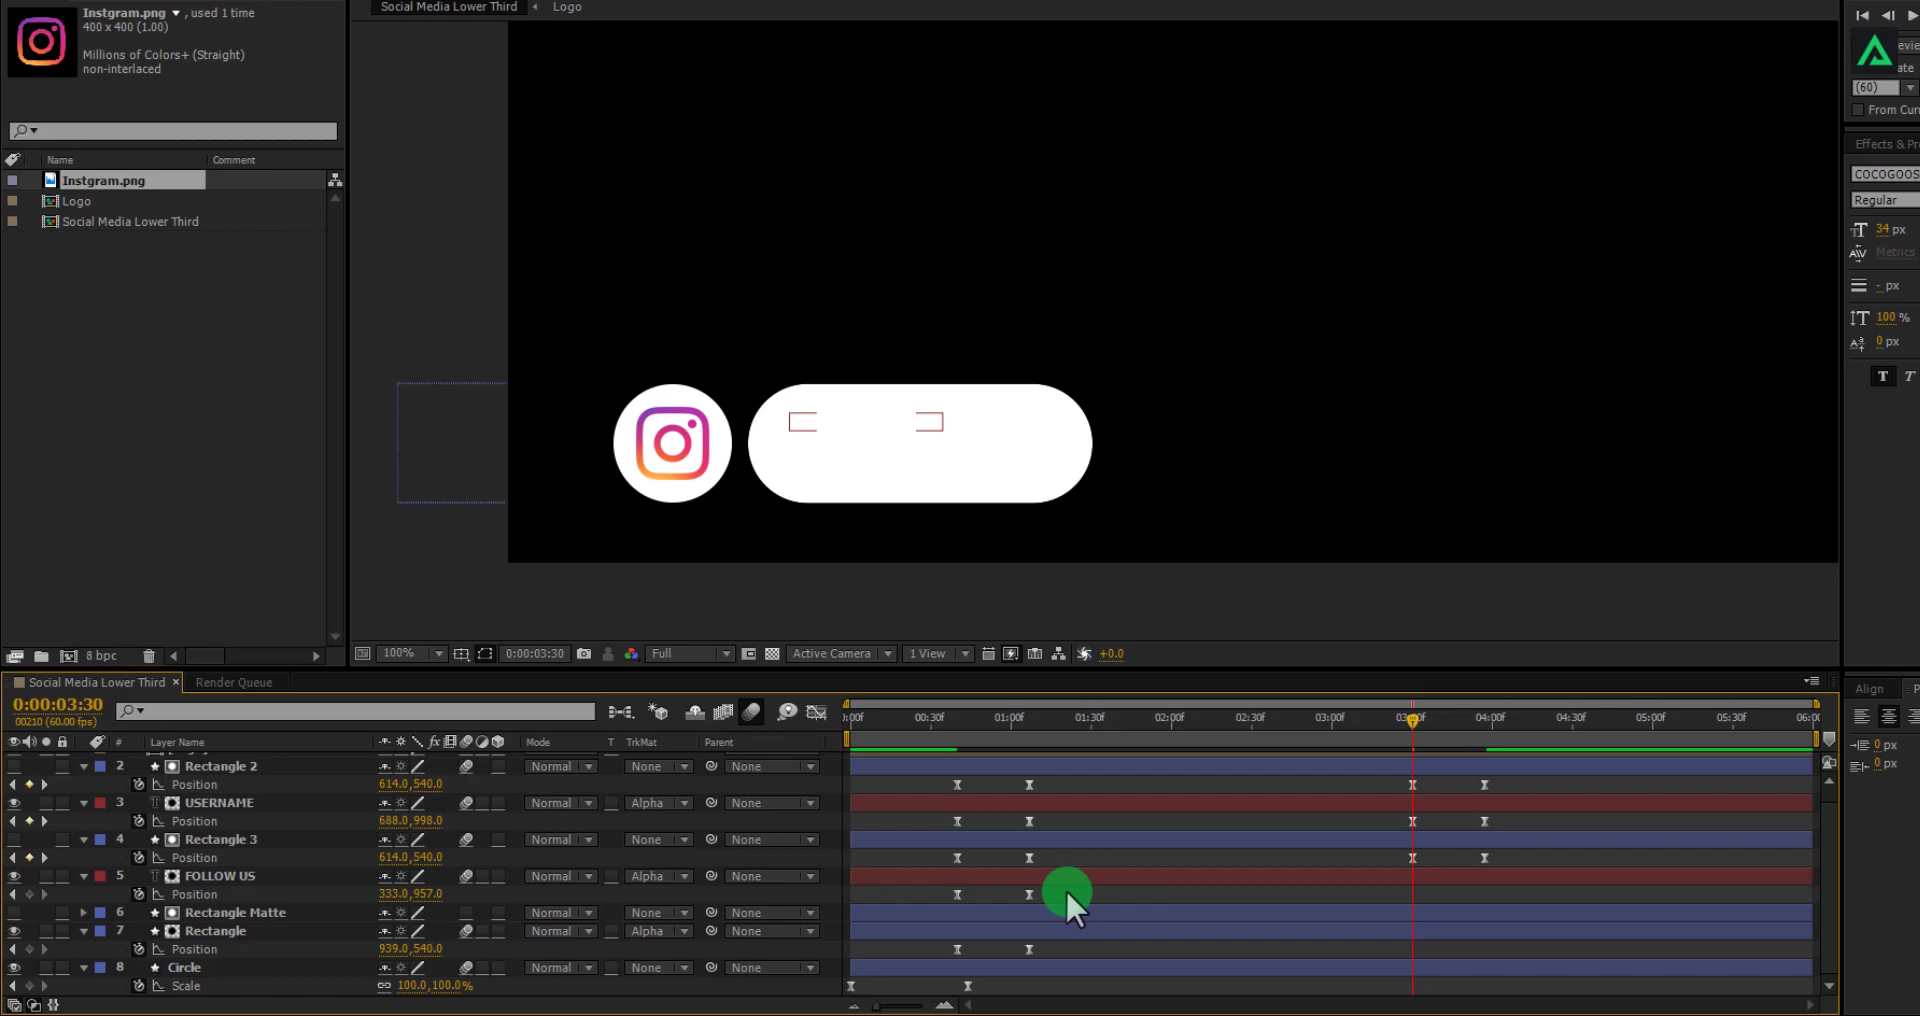 Instgram.png ▼ , used 1 time
400 x 400 (1.00)
Millions of Colors+ (Straight)
non-interlaced
Name Comment
Instgram.png
Logo
Social Media Lower Third
8 bpc
Social Media Lower Third Logo
(60)
From Curr
Effects & Pr
COCOGOOS
Regular
34 px
Metrics
- px
100 %
0 px
T T
100% 0:00:03:30 Full Active Camera 1 View +0.0
Social Media Lower Third × Render Queue
0:00:03:30
00210 (60.00 fps)
# Layer Name Mode T TrkMat Parent
:00f 00:30f 01:00f 01:30f 02:00f 02:30f 03:00f 04:00f 04:30f 05:00f 05:30f 06:00f
2 Rectangle 2 Normal None None
Position 614.0,540.0
3 USERNAME Normal Alpha None
Position 688.0,998.0
4 Rectangle 3 Normal None None
Position 614.0,540.0
5 FOLLOW US Normal Alpha None
Position 333.0,957.0
6 Rectangle Matte Normal None None
7 Rectangle Normal Alpha None
Position 939.0,540.0
8 Circle Normal None None
Scale 100.0,100.0%
Align
0 px
0 px